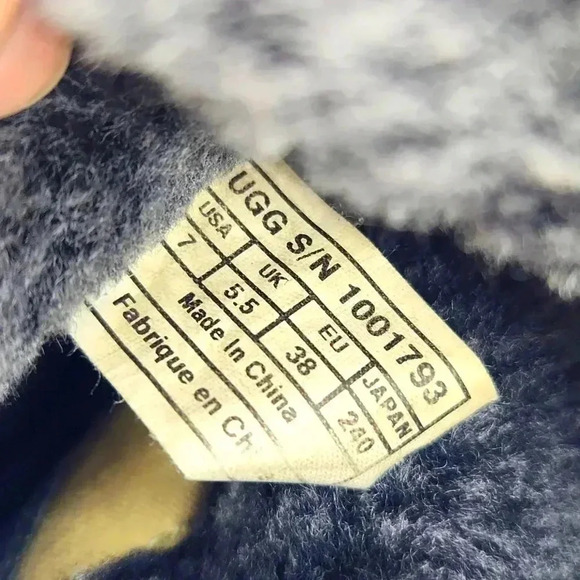 UGG S/N 1001793
USA UK EU JAPAN
7 5.5 38 240
Made In China
Fabrique en Ch